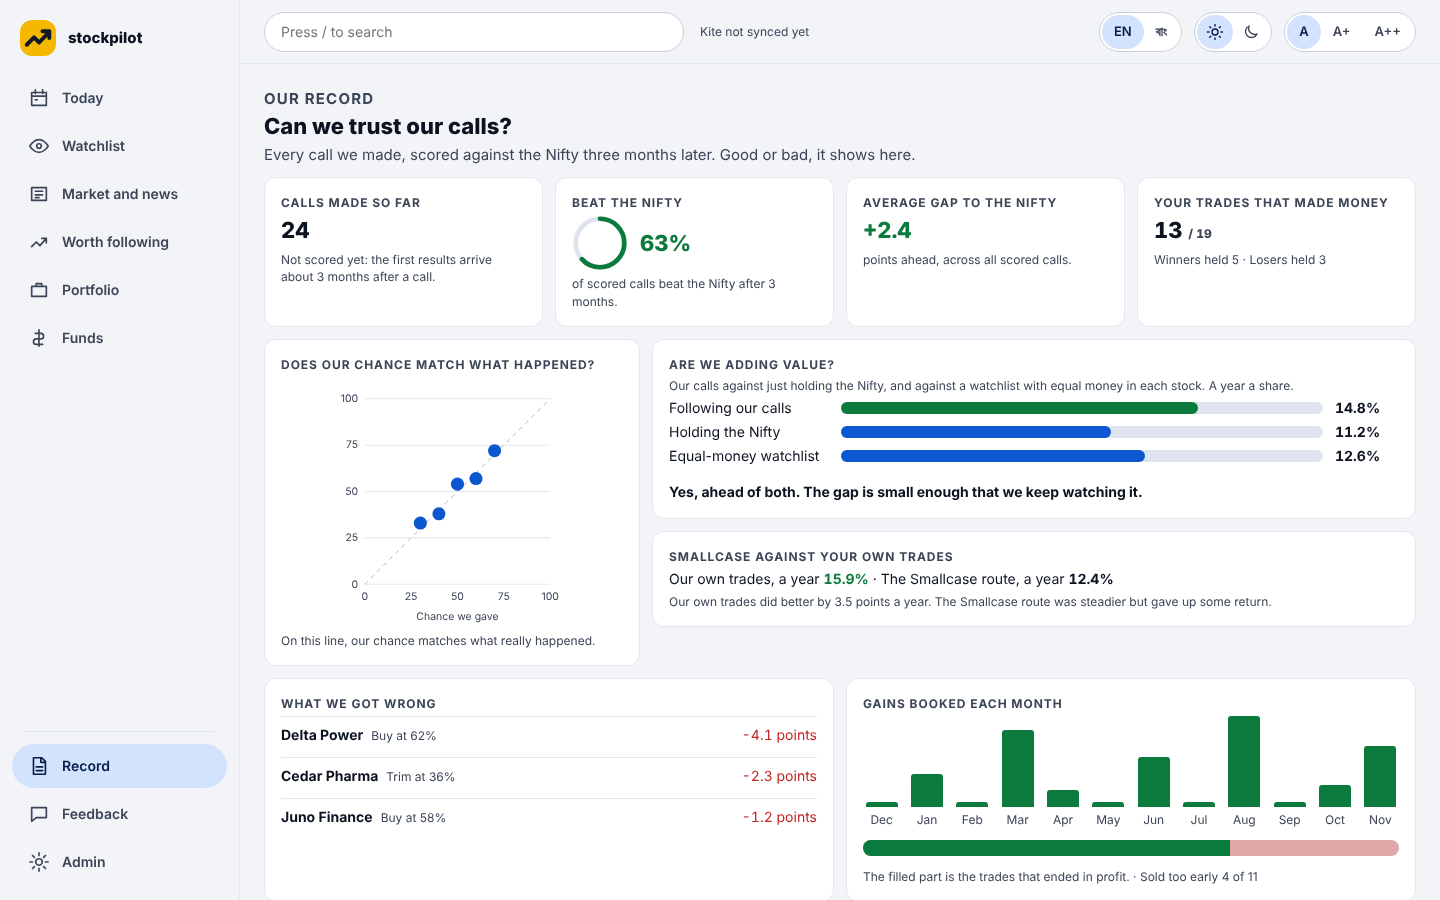 stockpilot
Press / to search
Kite not synced yet
EN
বাং
A
A+
A++
Today
Watchlist
Market and news
Worth following
Portfolio
Funds
Record
Feedback
Admin
OUR RECORD
Can we trust our calls?
Every call we made, scored against the Nifty three months later. Good or bad, it shows here.
CALLS MADE SO FAR
24
Not scored yet: the first results arrive
about 3 months after a call.
BEAT THE NIFTY
63%
of scored calls beat the Nifty after 3
months.
AVERAGE GAP TO THE NIFTY
+2.4
points ahead, across all scored calls.
YOUR TRADES THAT MADE MONEY
13 / 19
Winners held 5 · Losers held 3
DOES OUR CHANCE MATCH WHAT HAPPENED?
100
75
50
25
0
0 25 50 75 100
Chance we gave
On this line, our chance matches what really happened.
ARE WE ADDING VALUE?
Our calls against just holding the Nifty, and against a watchlist with equal money in each stock. A year a share.
Following our calls 14.8%
Holding the Nifty 11.2%
Equal-money watchlist 12.6%
Yes, ahead of both. The gap is small enough that we keep watching it.
SMALLCASE AGAINST YOUR OWN TRADES
Our own trades, a year 15.9% · The Smallcase route, a year 12.4%
Our own trades did better by 3.5 points a year. The Smallcase route was steadier but gave up some return.
WHAT WE GOT WRONG
Delta Power Buy at 62% -4.1 points
Cedar Pharma Trim at 36% -2.3 points
Juno Finance Buy at 58% -1.2 points
GAINS BOOKED EACH MONTH
Dec Jan Feb Mar Apr May Jun Jul Aug Sep Oct Nov
The filled part is the trades that ended in profit. · Sold too early 4 of 11